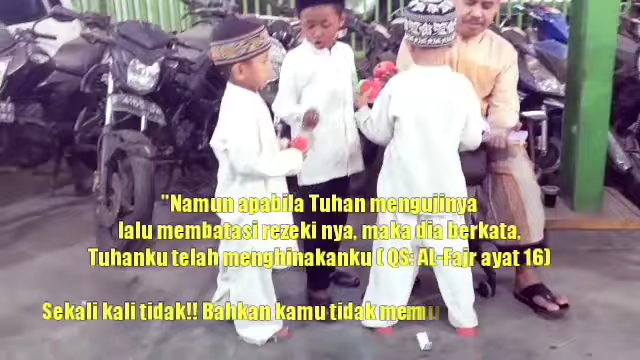 "Namun apabila Tuhan mengujinya
lalu membatasi rezeki nya, maka dia berkata,
Tuhanku telah menghinakanku ( QS: AL-Fajr ayat 16)
Sekali kali tidak!! Bahkan kamu tidak memu